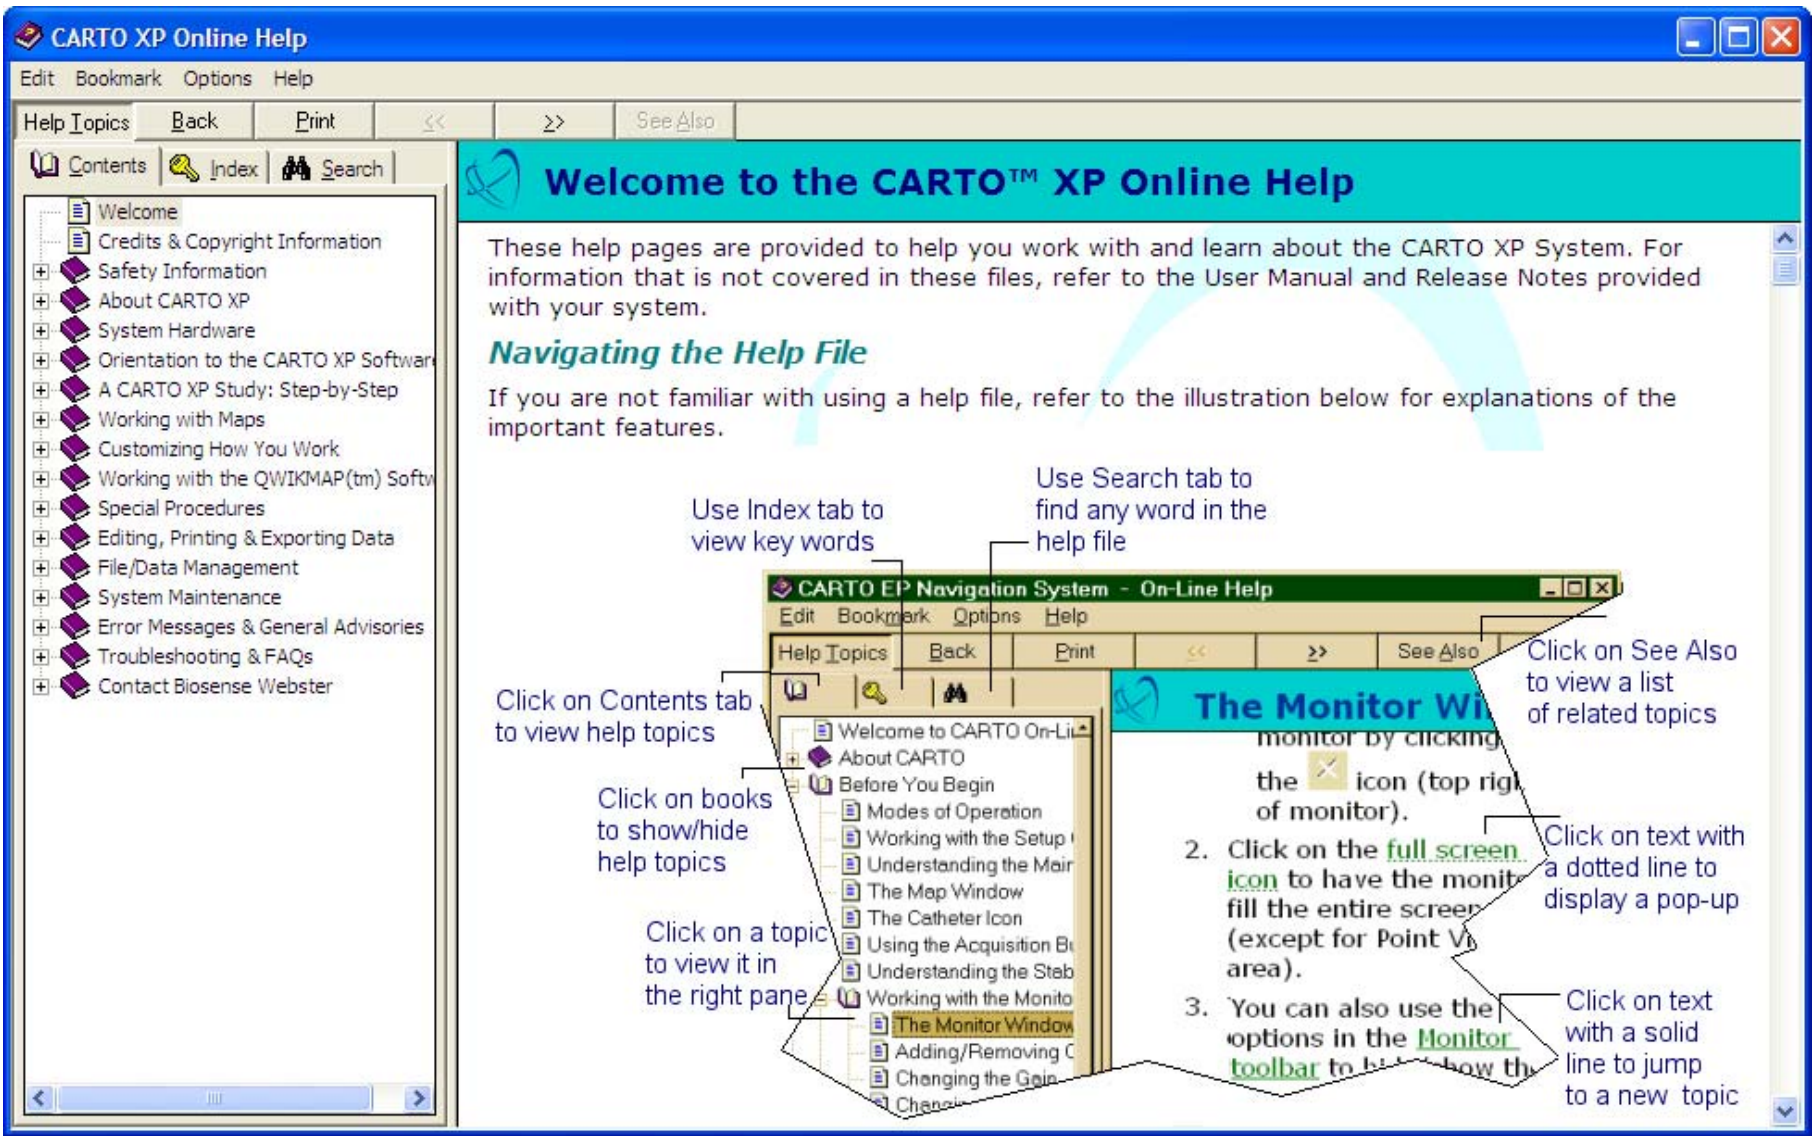 CARTO XP Online Help
Edit Bookmark Options Help
Help Topics Back Print << >> See Also
Contents Index Search
Welcome
Credits & Copyright Information
Safety Information
About CARTO XP
System Hardware
Orientation to the CARTO XP Software
A CARTO XP Study: Step-by-Step
Working with Maps
Customizing How You Work
Working with the QWIKMAP(tm) Softw
Special Procedures
Editing, Printing & Exporting Data
File/Data Management
System Maintenance
Error Messages & General Advisories
Troubleshooting & FAQs
Contact Biosense Webster
Welcome to the CARTO™ XP Online Help
These help pages are provided to help you work with and learn about the CARTO XP System. For
information that is not covered in these files, refer to the User Manual and Release Notes provided
with your system.
Navigating the Help File
If you are not familiar with using a help file, refer to the illustration below for explanations of the
important features.
Use Index tab to
view key words
Use Search tab to
find any word in the
help file
CARTO EP Navigation System - On-Line Help
Edit Bookmark Options Help
Help Topics Back Print << >> See Also
Click on Contents tab
to view help topics
Click on books
to show/hide
help topics
Click on a topic
to view it in
the right pane
Welcome to CARTO On-Li
About CARTO
Before You Begin
Modes of Operation
Working with the Setup
Understanding the Main
The Map Window
The Catheter Icon
Using the Acquisition Bu
Understanding the Stab
Working with the Monito
The Monitor Window
Adding/Removing C
Changing the Gain
Changing
The Monitor Wi
monitor by clicking
the icon (top righ
of monitor).
2. Click on the full screen
icon to have the monito
fill the entire screen
(except for Point Vi
area).
3. You can also use the
options in the Monitor
toolbar to hide/show the
Click on See Also
to view a list
of related topics
Click on text with
a dotted line to
display a pop-up
Click on text
with a solid
line to jump
to a new topic